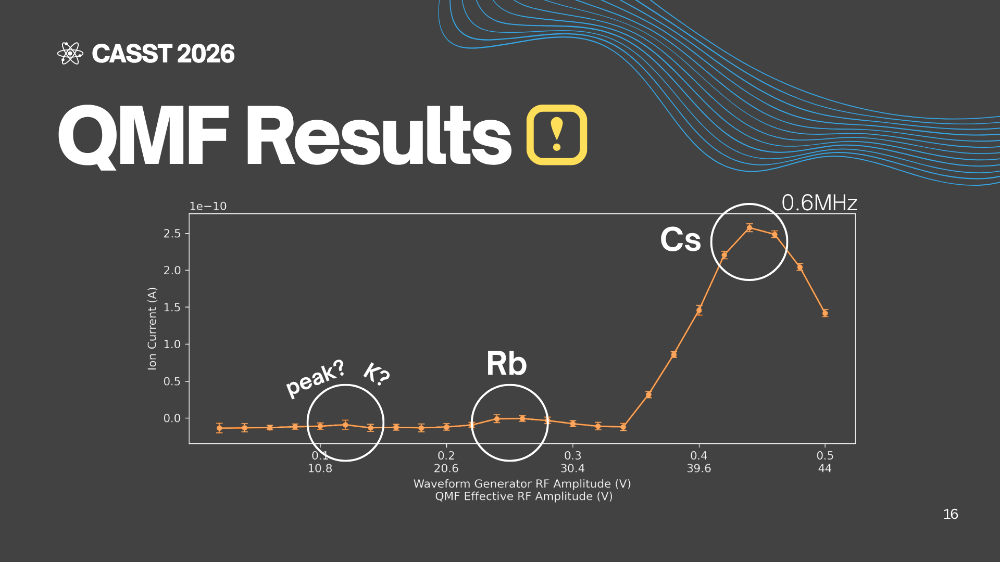 CASST 2026
QMF Results
1e−10
0.6MHz
2.5
Cs
2.0
1.5
Ion Current (A)
1.0
Rb
peak? K?
0.5
0.0
0.1 0.2 0.3 0.4 0.5
10.8 20.6 30.4 39.6 44
Waveform Generator RF Amplitude (V)
QMF Effective RF Amplitude (V)
16